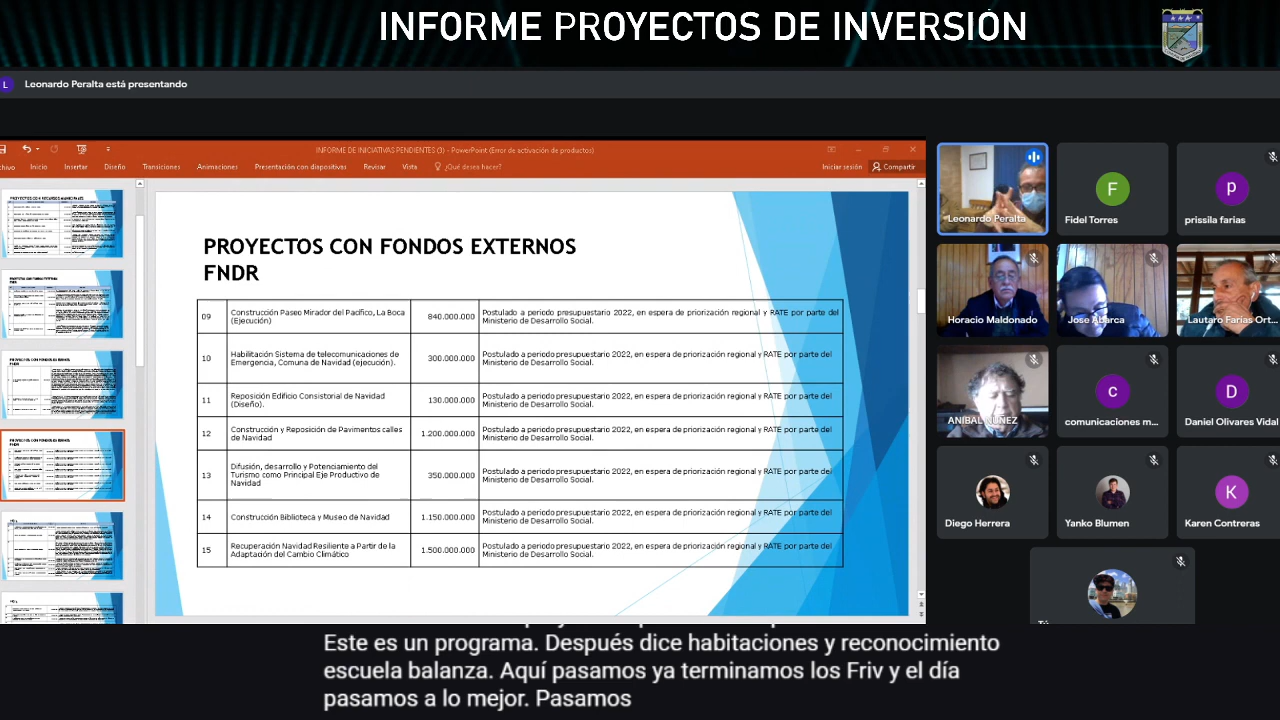 INFORME PROYECTOS DE INVERSIÓN
L Leonardo Peralta está presentando
INFORME DE INICIATIVAS PENDIENTES (3) - PowerPoint (Error de activación de productos)
chivo Inicio Insertar Diseño Transiciones Animaciones Presentación con diapositivas Revisar Vista ¿Qué desea hacer? Iniciar sesión Compartir
PROYECTOS CON FONDOS EXTERNOS
FNDR
09 Construcción Paseo Mirador del Pacífico, La Boca
(Ejecución) 840.000.000 Postulado a periodo presupuestario 2022, en espera de priorización regional y RATE por parte del
Ministerio de Desarrollo Social.
10 Habilitación Sistema de telecomunicaciones de
Emergencia, Comuna de Navidad (ejecución). 300.000.000 Postulado a periodo presupuestario 2022, en espera de priorización regional y RATE por parte del
Ministerio de Desarrollo Social.
11 Reposición Edificio Consistorial de Navidad
(Diseño). 130.000.000 Postulado a periodo presupuestario 2022, en espera de priorización regional y RATE por parte del
Ministerio de Desarrollo Social.
12 Construcción y Reposición de Pavimentos calles
de Navidad 1.200.000.000 Postulado a periodo presupuestario 2022, en espera de priorización regional y RATE por parte del
Ministerio de Desarrollo Social.
13 Difusión, desarrollo y Potenciamiento del
Turismo como Principal Eje Productivo de
Navidad 350.000.000 Postulado a periodo presupuestario 2022, en espera de priorización regional y RATE por parte del
Ministerio de Desarrollo Social.
14 Construcción Biblioteca y Museo de Navidad 1.150.000.000 Postulado a periodo presupuestario 2022, en espera de priorización regional y RATE por parte del
Ministerio de Desarrollo Social.
15 Recuperación Navidad Resiliente a Partir de la
Adaptación del Cambio Climático 1.500.000.000 Postulado a periodo presupuestario 2022, en espera de priorización regional y RATE por parte del
Ministerio de Desarrollo Social.
Leonardo Peralta
F
Fidel Torres
p
prissila farias
Horacio Maldonado
Jose Abarca
Lautaro Farías Ort...
ANIBAL NUÑEZ
c
comunicaciones m...
D
Daniel Olivares Vidal
Diego Herrera
Yanko Blumen
K
Karen Contreras
Este es un programa. Después dice habitaciones y reconocimiento
escuela balanza. Aquí pasamos ya terminamos los Friv y el día
pasamos a lo mejor. Pasamos